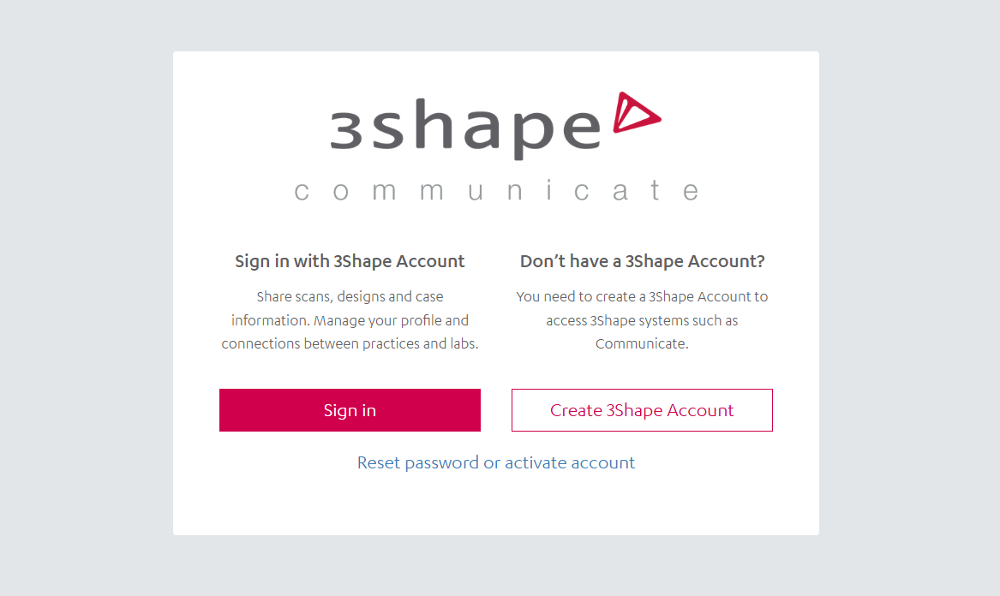 3shape
communicate
Sign in with 3Shape Account
Share scans, designs and case
information. Manage your profile and
connections between practices and labs.
Sign in
Don’t have a 3Shape Account?
You need to create a 3Shape Account to
access 3Shape systems such as
Communicate.
Create 3Shape Account
Reset password or activate account